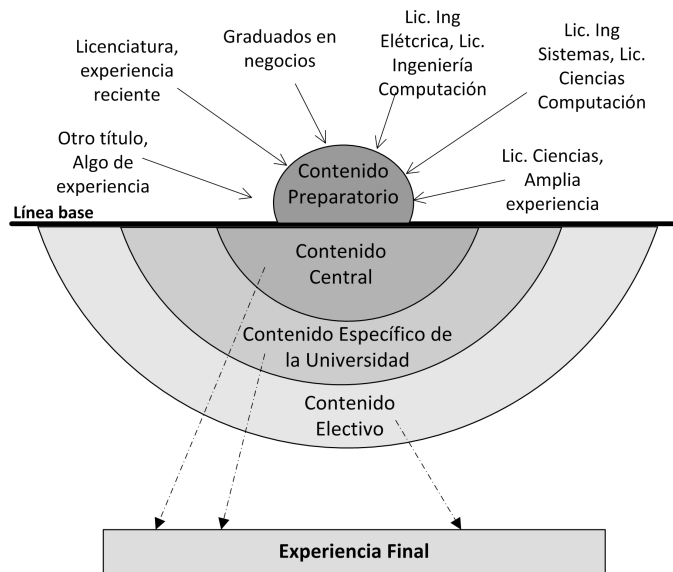 Licenciatura,
experiencia
reciente
Graduados en
negocios
Lic. Ing
Elétcrica, Lic.
Ingeniería
Computación
Lic. Ing
Sistemas, Lic.
Ciencias
Computación
Otro título,
Algo de
experiencia
Contenido
Preparatorio
Lic. Ciencias,
Amplia
experiencia
Línea base
Contenido
Central
Contenido Específico de
la Universidad
Contenido
Electivo
Experiencia Final